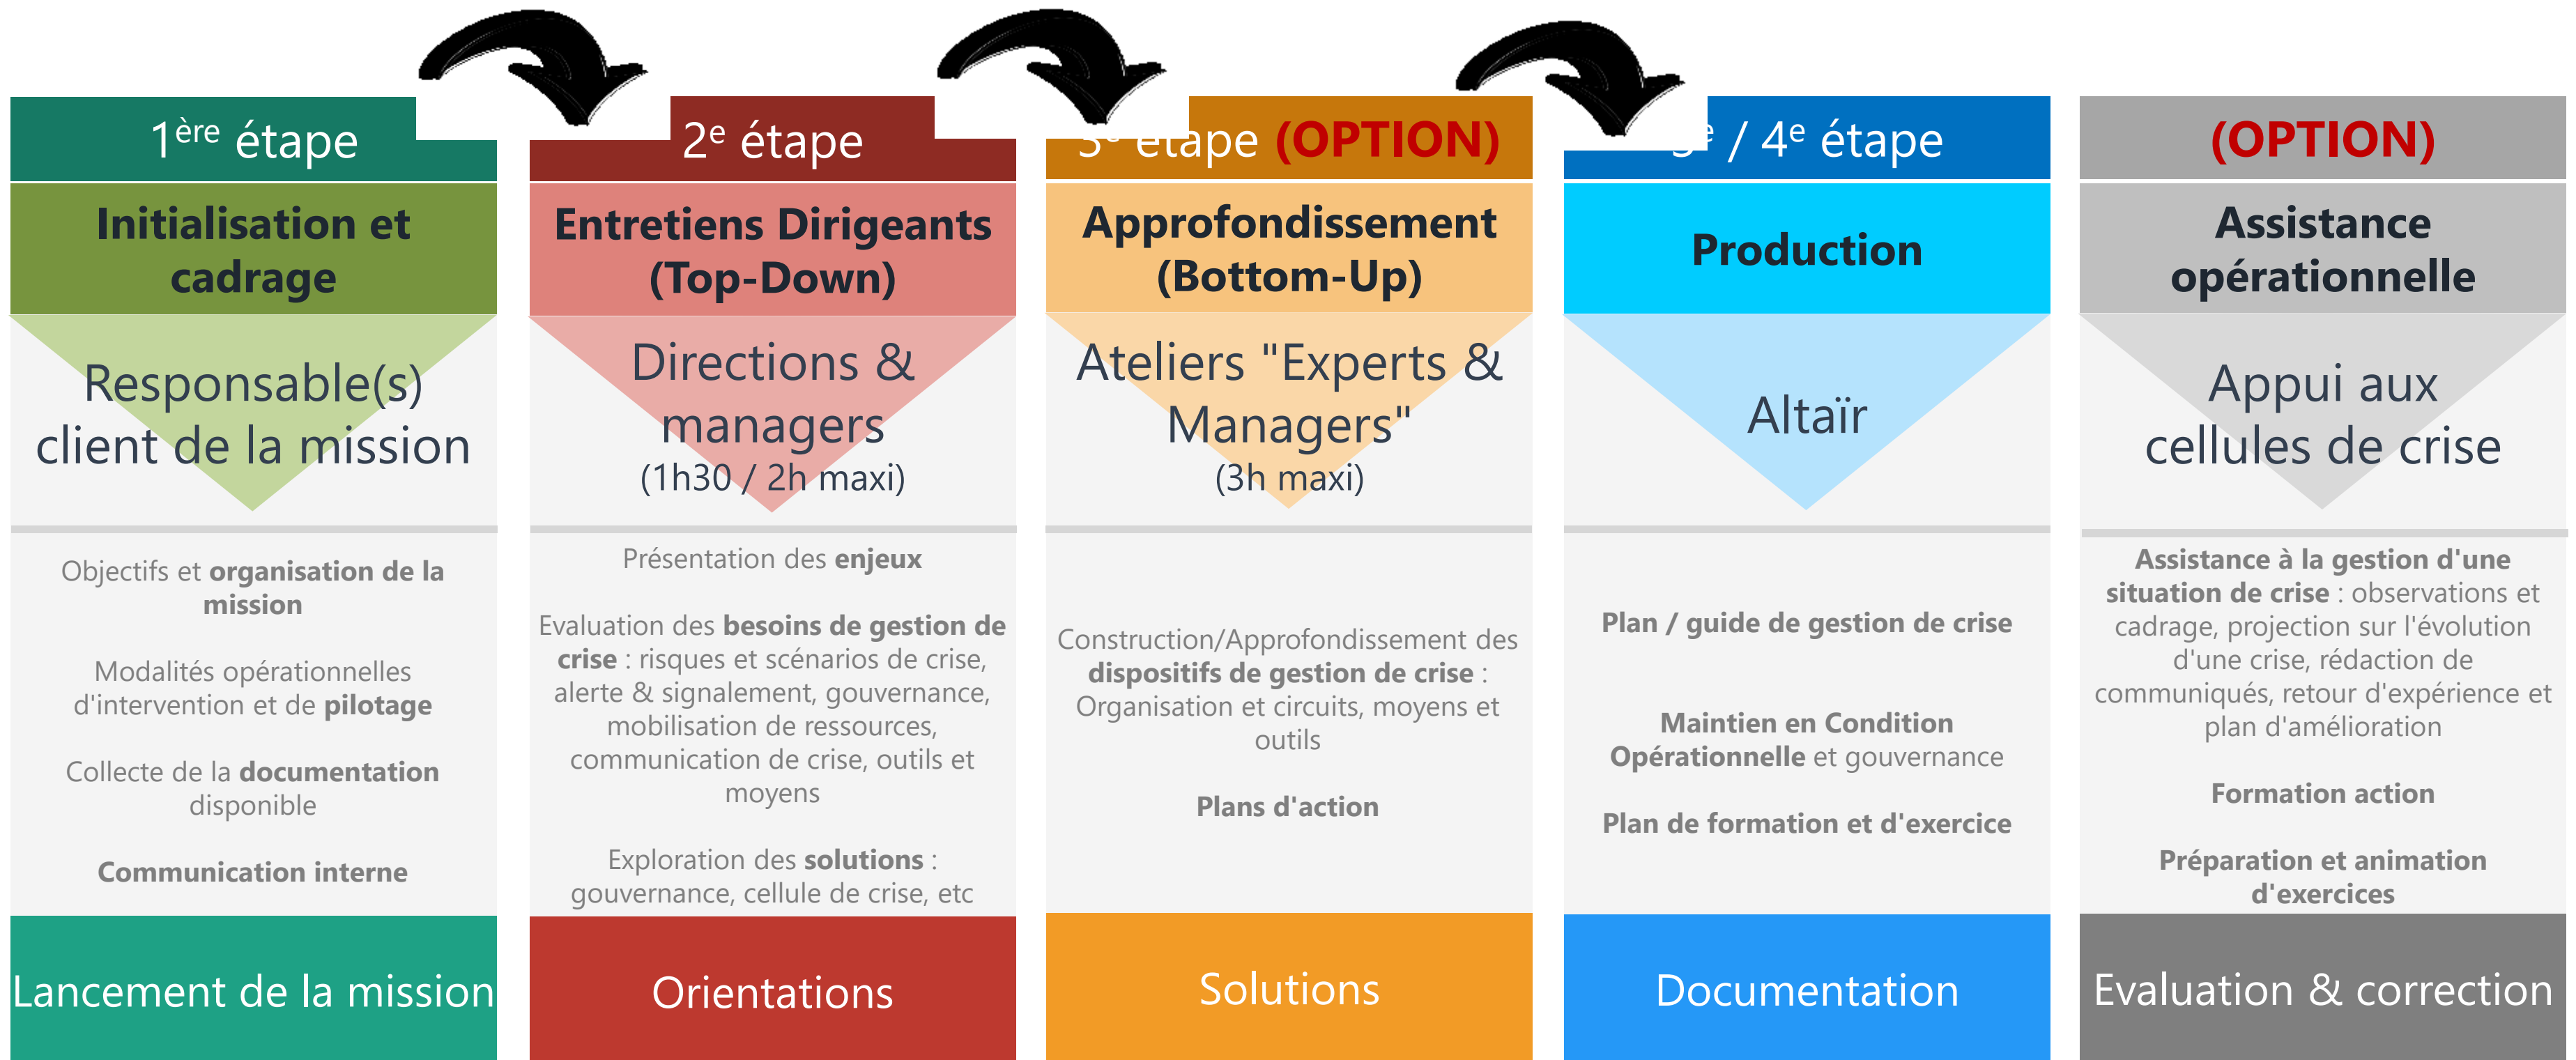 1ère étape
Initialisation et
cadrage
Responsable(s)
client de la mission
Objectifs et organisation de la
mission
Modalités opérationnelles
d'intervention et de pilotage
Collecte de la documentation
disponible
Communication interne
Lancement de la mission
2e étape
Entretiens Dirigeants
(Top-Down)
Directions &
managers
(1h30 / 2h maxi)
Présentation des enjeux
Evaluation des besoins de gestion de
crise : risques et scénarios de crise,
alerte & signalement, gouvernance,
mobilisation de ressources,
communication de crise, outils et
moyens
Exploration des solutions :
gouvernance, cellule de crise, etc
Orientations
3e étape (OPTION)
Approfondissement
(Bottom-Up)
Ateliers "Experts &
Managers"
(3h maxi)
Construction/Approfondissement des
dispositifs de gestion de crise :
Organisation et circuits, moyens et
outils
Plans d'action
Solutions
3e / 4e étape
Production
Altaïr
Plan / guide de gestion de crise
Maintien en Condition
Opérationnelle et gouvernance
Plan de formation et d'exercice
Documentation
(OPTION)
Assistance
opérationnelle
Appui aux
cellules de crise
Assistance à la gestion d'une
situation de crise : observations et
cadrage, projection sur l'évolution
d'une crise, rédaction de
communiqués, retour d'expérience et
plan d'amélioration
Formation action
Préparation et animation
d'exercices
Evaluation & correction